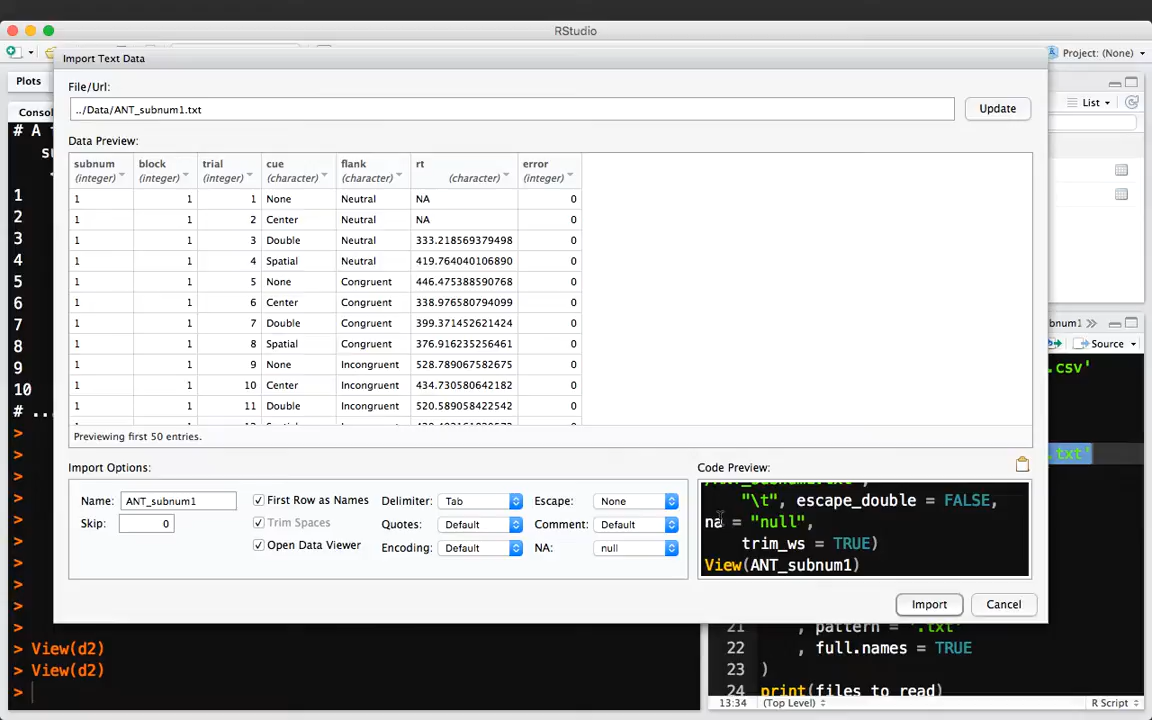 RStudio
Project: (None)
Plots
Import Text Data
File/Url:
../Data/ANT_subnum1.txt
Update
List
Data Preview:
Consol
# A
subnum block trial cue flank rt error
(integer) (integer) (integer) (character) (character) (character) (integer)
1 1 1 None Neutral NA 0
1 1 2 Center Neutral NA 0
1 1 3 Double Neutral 333.218569379498 0
1 1 4 Spatial Neutral 419.764040106890 0
1 1 5 None Congruent 446.475388590768 0
1 1 6 Center Congruent 338.976580794099 0
1 1 7 Double Congruent 399.371452621424 0
1 1 8 Spatial Congruent 376.916235256461 0
1 1 9 None Incongruent 528.789067582675 0
1 1 10 Center Incongruent 434.730580642182 0
1 1 11 Double Incongruent 520.589058422542 0
Previewing first 50 entries.
1
2
3
4
5
6
7
8
9
10
# ..
>
>
>
>
>
>
>
>
>
>
> View(d2)
> View(d2)
>
Import Options:
Name: ANT_subnum1
Skip: 0
First Row as Names
Trim Spaces
Open Data Viewer
Delimiter: Tab
Quotes: Default
Encoding: Default
Escape: None
Comment: Default
NA: null
Code Preview:
"\t", escape_double = FALSE,
na = "null",
trim_ws = TRUE)
View(ANT_subnum1)
Import
Cancel
bnum1
Source
.csv'
.txt'
21 , pattern = '.txt'
22 , full.names = TRUE
23 )
24 print(files_to_read)
13:34 (Top Level) R Script